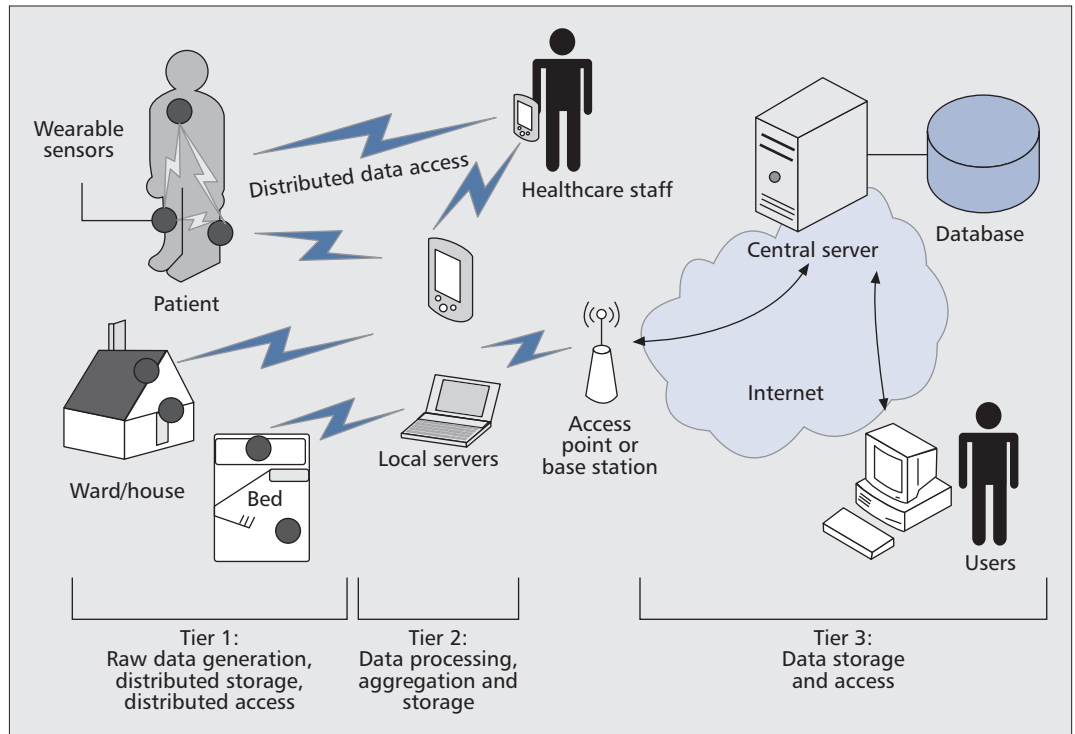 Wearable
sensors
Distributed data access
Healthcare staff
Patient
Central server
Database
Internet
Ward/house
Bed
Local servers
Access
point or
base station
Users
Tier 1:
Raw data generation,
distributed storage,
distributed access
Tier 2:
Data processing,
aggregation and
storage
Tier 3:
Data storage
and access